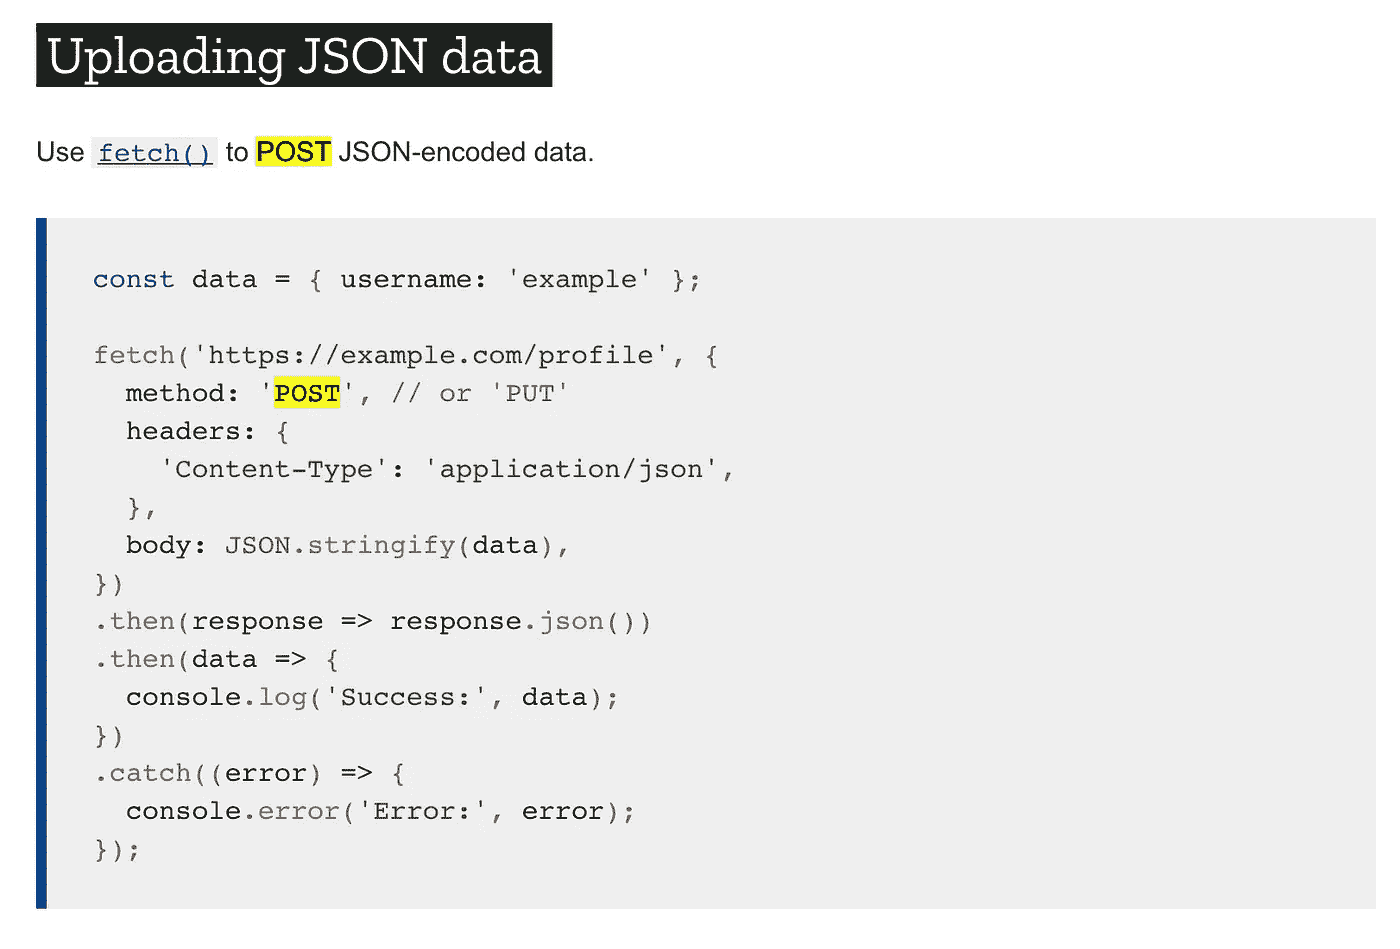 Uploading JSON data
Use fetch() to POST JSON-encoded data.
const data = { username: 'example' };
fetch('https://example.com/profile', {
  method: 'POST', // or 'PUT'
  headers: {
    'Content-Type': 'application/json',
  },
  body: JSON.stringify(data),
})
.then(response => response.json())
.then(data => {
  console.log('Success:', data);
})
.catch((error) => {
  console.error('Error:', error);
});